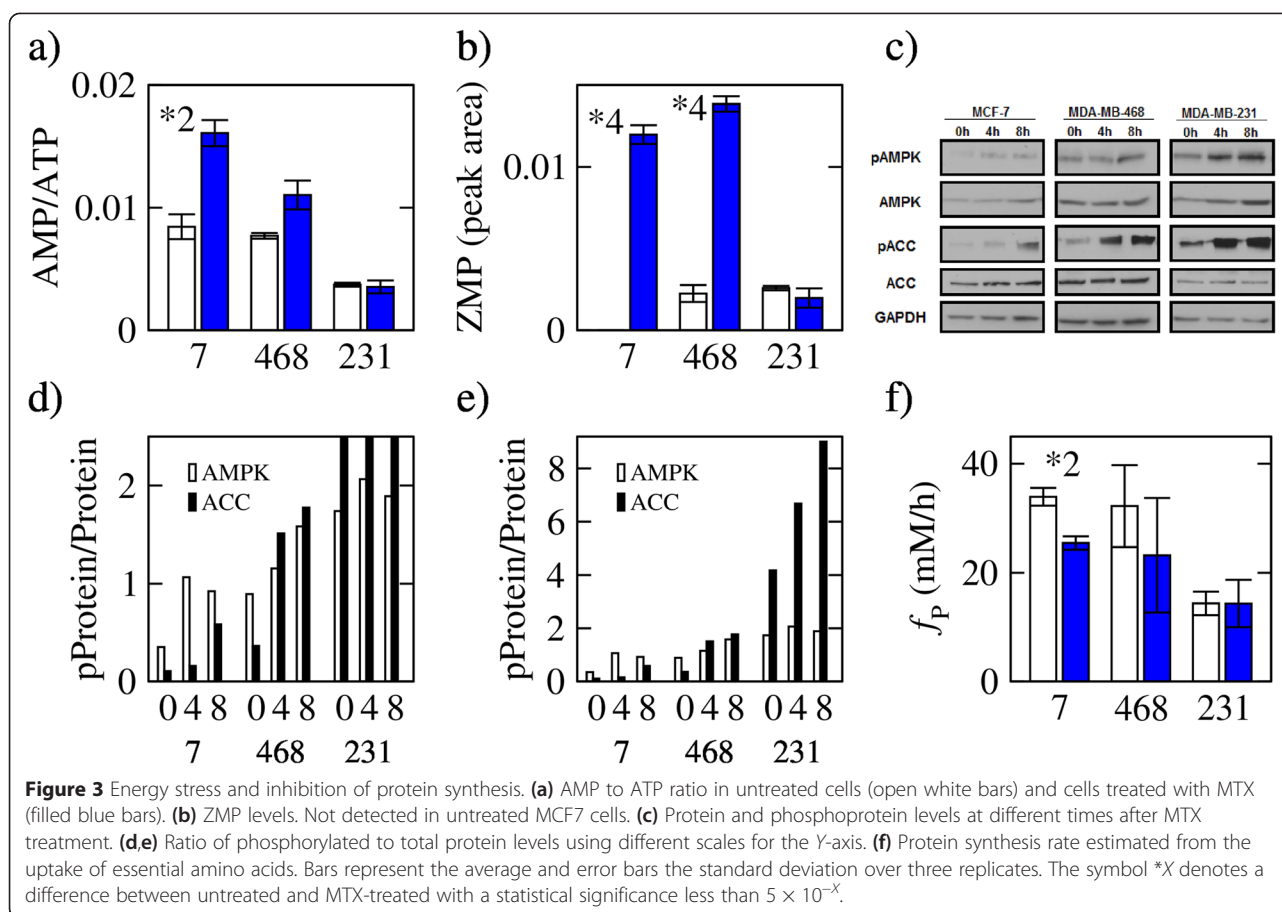 a)
AMP/ATP
0.02
0.01
0
*2
7 468 231
b)
ZMP (peak area)
0.01
0
*4
*4
7 468 231
c)
MCF-7 MDA-MB-468 MDA-MB-231
0h 4h 8h 0h 4h 8h 0h 4h 8h
pAMPK
AMPK
pACC
ACC
GAPDH
d)
pProtein/Protein
2
1
0
AMPK
ACC
0 4 8 0 4 8 0 4 8
7 468 231
e)
pProtein/Protein
8
6
4
2
0
AMPK
ACC
0 4 8 0 4 8 0 4 8
7 468 231
f)
fP (mM/h)
40
20
0
*2
7 468 231
Figure 3 Energy stress and inhibition of protein synthesis. (a) AMP to ATP ratio in untreated cells (open white bars) and cells treated with MTX
(filled blue bars). (b) ZMP levels. Not detected in untreated MCF7 cells. (c) Protein and phosphoprotein levels at different times after MTX
treatment. (d,e) Ratio of phosphorylated to total protein levels using different scales for the Y-axis. (f) Protein synthesis rate estimated from the
uptake of essential amino acids. Bars represent the average and error bars the standard deviation over three replicates. The symbol *X denotes a
difference between untreated and MTX-treated with a statistical significance less than 5 × 10⁻ˣ.